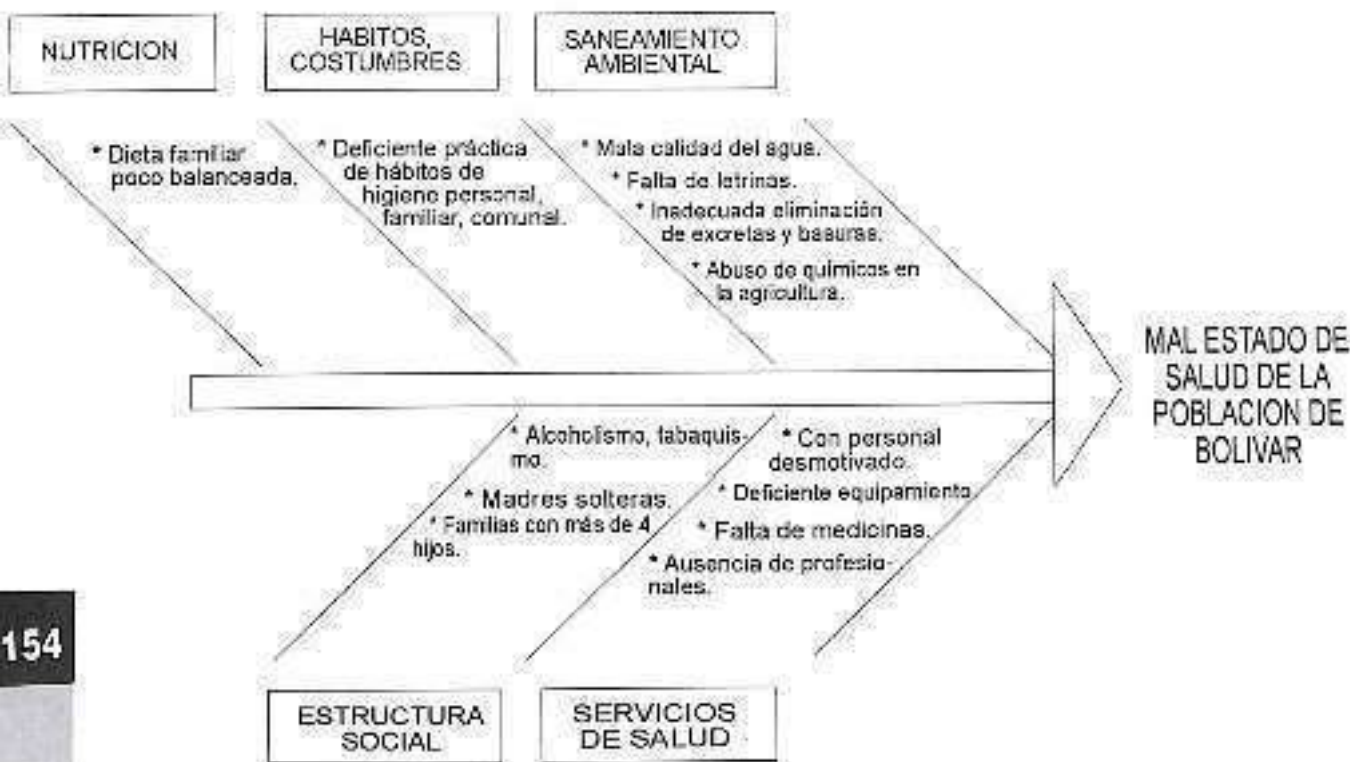 NUTRICION
HABITOS,
COSTUMBRES
SANEAMIENTO
AMBIENTAL
* Dieta familiar
poco balanceada.
* Deficiente práctica
de hábitos de
higiene personal,
familiar, comunal.
* Mala calidad del agua.
* Falta de letrinas.
* Inadecuada eliminación
de excretas y basuras.
* Abuso de químicos en
la agricultura.
MAL ESTADO DE
SALUD DE LA
POBLACION DE
BOLIVAR
* Alcoholismo, tabaquis-
mo.
* Madres solteras.
* Familias con más de 4
hijos.
* Con personal
desmotivado.
* Deficiente equipamiento.
* Falta de medicinas.
* Ausencia de profesio-
nales.
154
ESTRUCTURA
SOCIAL
SERVICIOS
DE SALUD